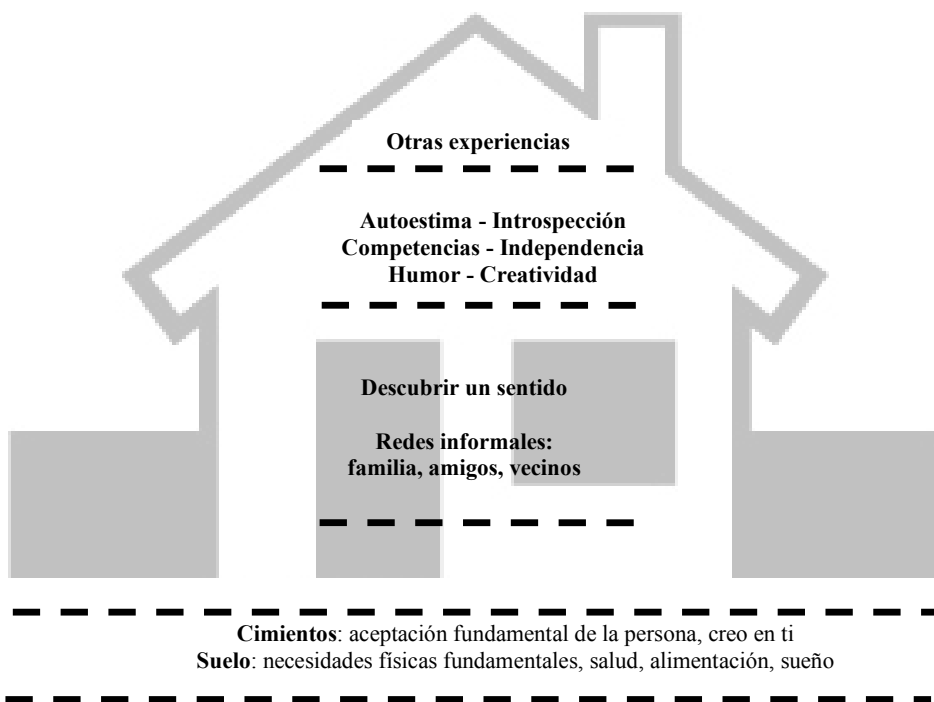 Otras experiencias
Autoestima - Introspección
Competencias - Independencia
Humor - Creatividad
Descubrir un sentido
Redes informales:
familia, amigos, vecinos
Cimientos: aceptación fundamental de la persona, creo en ti
Suelo: necesidades físicas fundamentales, salud, alimentación, sueño